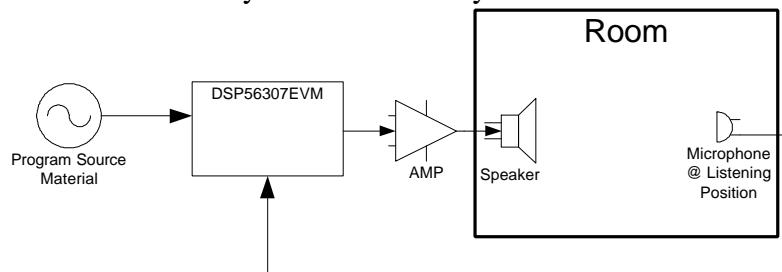 Room
DSP56307EVM
Program Source
Material
AMP
Speaker
Microphone
@ Listening
Position